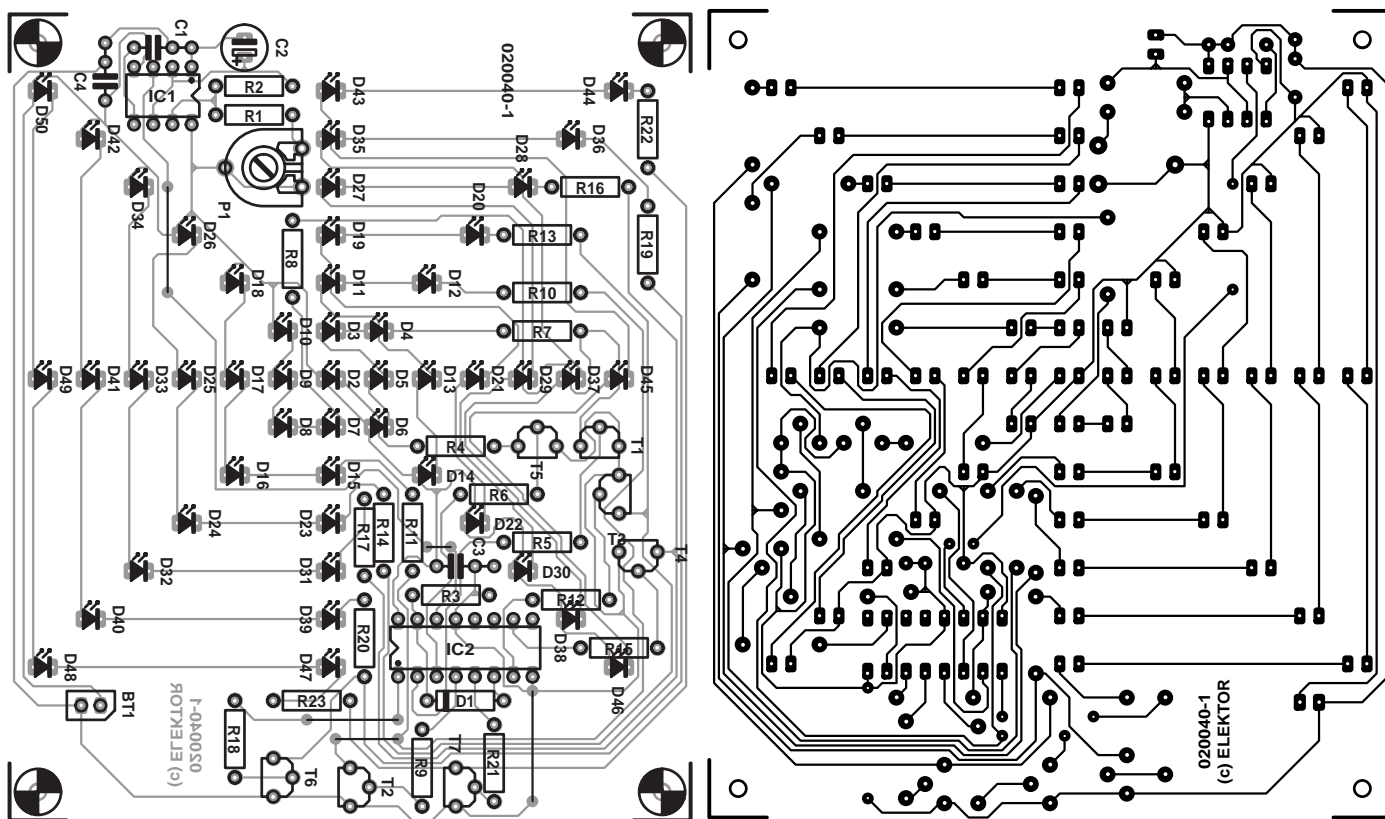 C1
C2
C4
IC1
R2
R1
D50
D42
D34
D26
P1
020040-1
D43
D44
R22
D35
D36
D28
D27
R16
D20
D19
R13
R19
R8
D18
D11
D12
R10
D10
D3
D4
R7
D49
D41
D33
D25
D17
D9
D2
D5
D13
D21
D29
D37
D45
D8
D7
D6
R4
T5
T1
D16
D15
D14
R6
D24
D23
R17
R14
R11
D22
R5
T3
T4
D32
D31
C3
D30
R3
R12
D40
D39
R20
IC2
D38
R15
D48
D47
D46
BT1
(c) ELEKTOR
020040-1
R23
D1
R18
T6
T2
R9
T7
R21
020040-1
(c) ELEKTOR